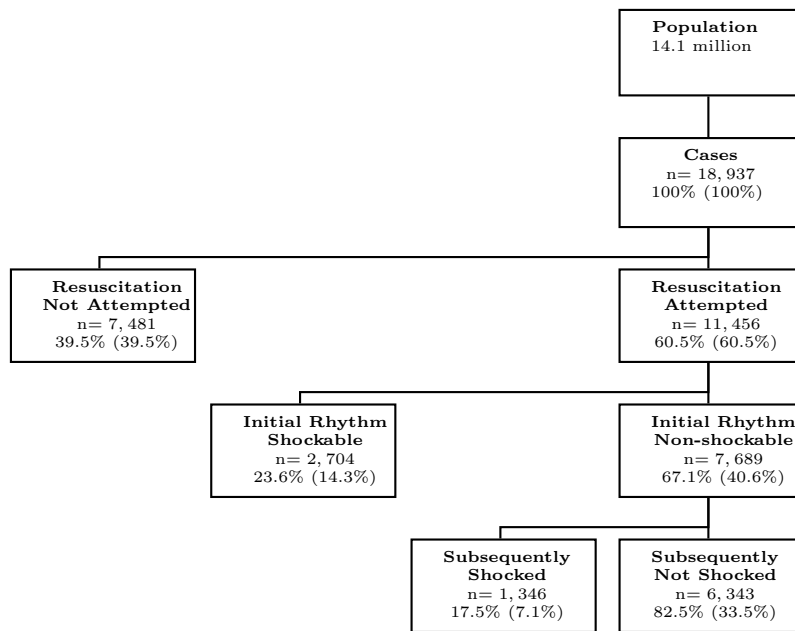 Population
14.1 million
Cases
n= 18, 937
100% (100%)
Resuscitation
Not Attempted
n= 7, 481
39.5% (39.5%)
Resuscitation
Attempted
n= 11, 456
60.5% (60.5%)
Initial Rhythm
Shockable
n= 2, 704
23.6% (14.3%)
Initial Rhythm
Non-shockable
n= 7, 689
67.1% (40.6%)
Subsequently
Shocked
n= 1, 346
17.5% (7.1%)
Subsequently
Not Shocked
n= 6, 343
82.5% (33.5%)